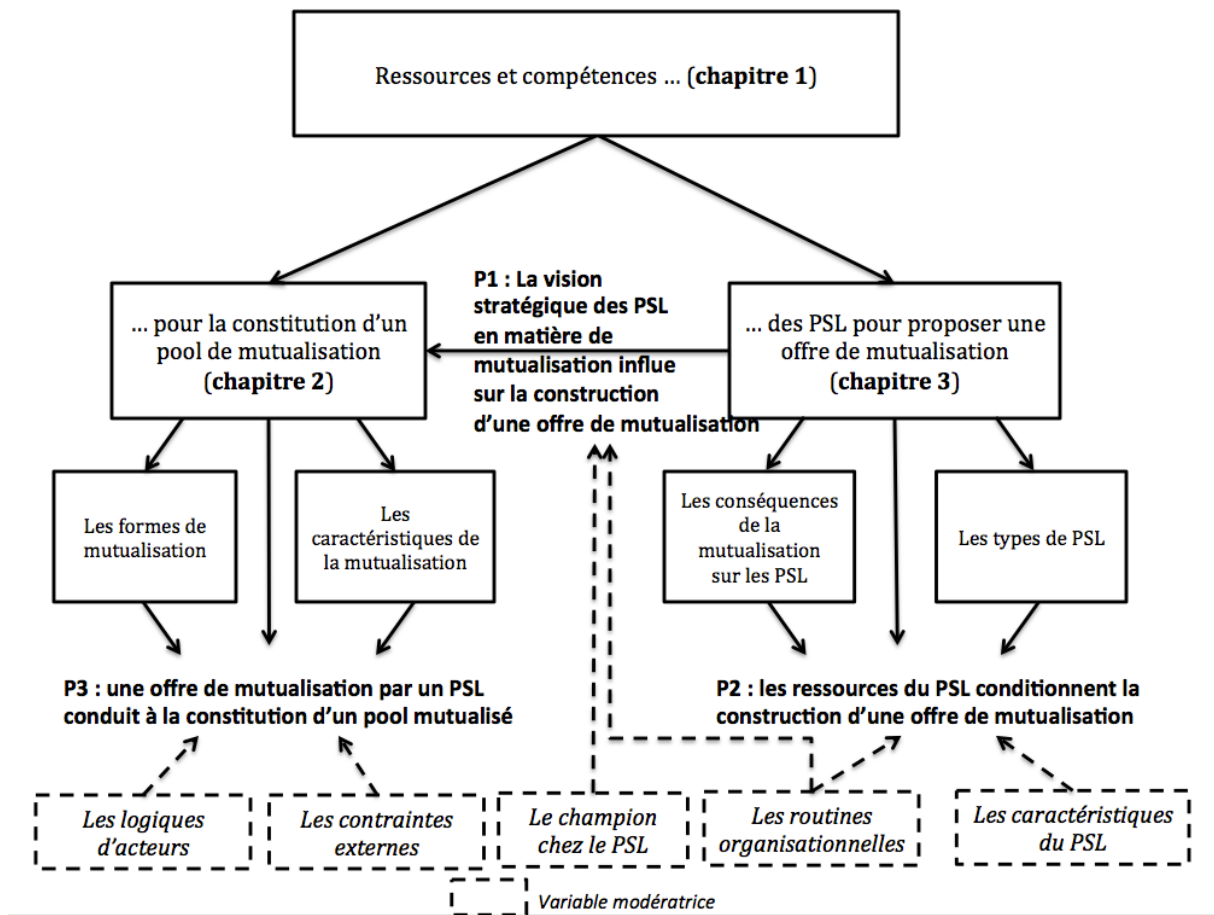 Ressources et compétences … (chapitre 1)
P1 : La vision
stratégique des PSL
en matière de
mutualisation influe
sur la construction
d’une offre de mutualisation
… pour la constitution d’un
pool de mutualisation
(chapitre 2)
… des PSL pour proposer une
offre de mutualisation
(chapitre 3)
Les formes de
mutualisation
Les
caractéristiques de
la mutualisation
Les conséquences
de la
mutualisation
sur les PSL
Les types de PSL
P3 : une offre de mutualisation par un PSL
conduit à la constitution d’un pool mutualisé
P2 : les ressources du PSL conditionnent la
construction d’une offre de mutualisation
Les logiques
d’acteurs
Les contraintes
externes
Le champion
chez le PSL
Les routines
organisationnelles
Les caractéristiques
du PSL
Variable modératrice